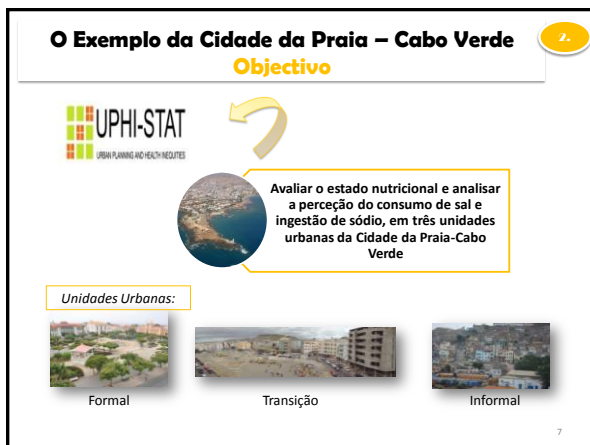 O Exemplo da Cidade da Praia – Cabo Verde
Objectivo
2.
UPHI-STAT
URBAN PLANNING AND HEALTH INEQUITIES
Avaliar o estado nutricional e analisar
a perceção do consumo de sal e
ingestão de sódio, em três unidades
urbanas da Cidade da Praia-Cabo
Verde
Unidades Urbanas:
Formal
Transição
Informal
7